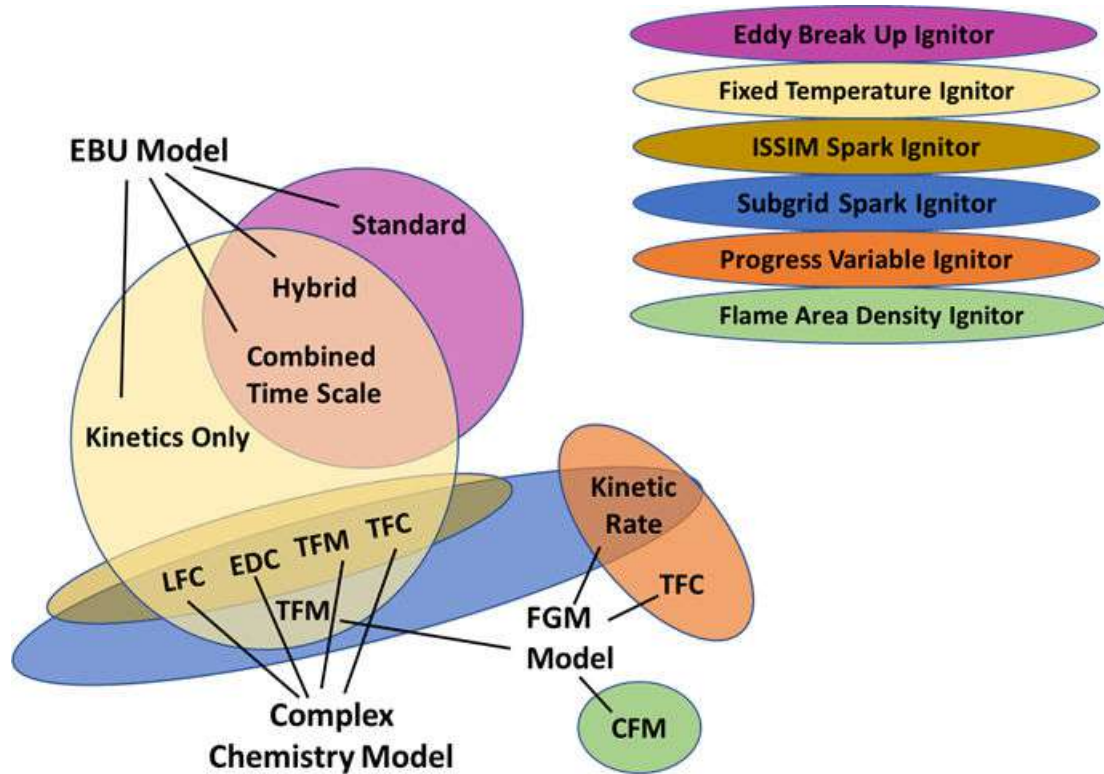 Eddy Break Up Ignitor
Fixed Temperature Ignitor
ISSIM Spark Ignitor
Subgrid Spark Ignitor
Progress Variable Ignitor
Flame Area Density Ignitor
EBU Model
Standard
Hybrid
Combined
Time Scale
Kinetics Only
Kinetic
Rate
LFC
EDC
TFM
TFC
TFM
TFC
FGM
Model
CFM
Complex
Chemistry Model